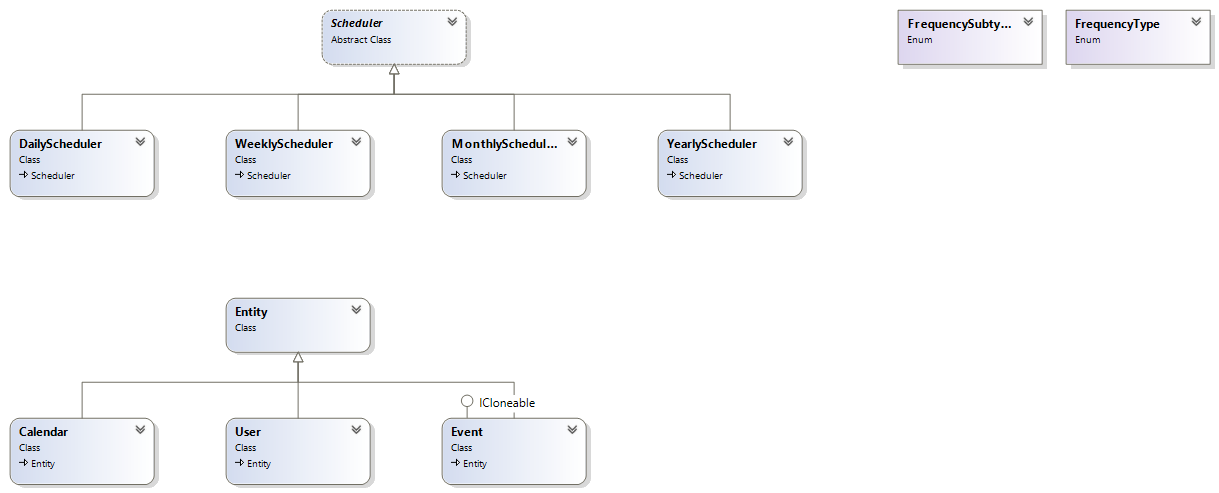 Scheduler
Abstract Class
FrequencySubty...
Enum
FrequencyType
Enum
DailyScheduler
Class
Scheduler
WeeklyScheduler
Class
Scheduler
MonthlySchedul...
Class
Scheduler
YearlyScheduler
Class
Scheduler
Entity
Class
ICloneable
Calendar
Class
Entity
User
Class
Entity
Event
Class
Entity